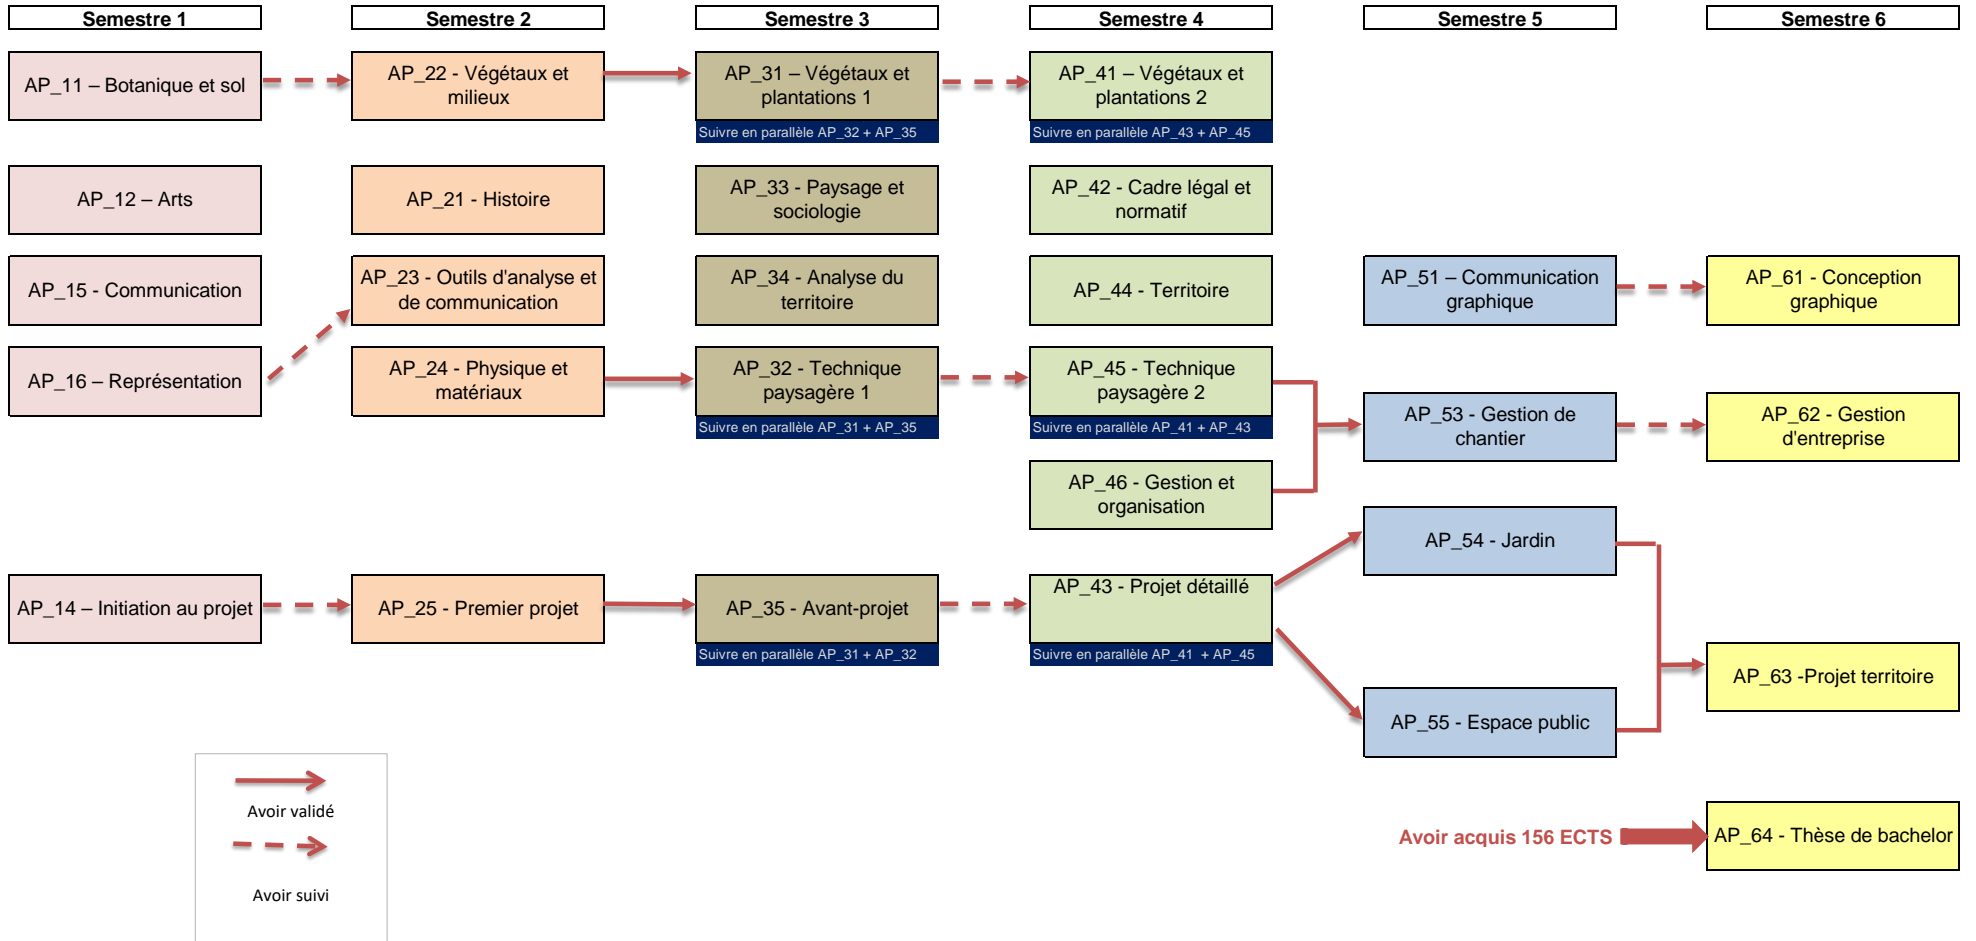 Semestre 1
Semestre 2
Semestre 3
Semestre 4
Semestre 5
Semestre 6
AP_11 – Botanique et sol
AP_22 - Végétaux et
milieux
AP_31 – Végétaux et
plantations 1
Suivre en parallèle AP_32 + AP_35
AP_41 – Végétaux et
plantations 2
Suivre en parallèle AP_43 + AP_45
AP_12 – Arts
AP_21 - Histoire
AP_33 - Paysage et
sociologie
AP_42 - Cadre légal et
normatif
AP_15 - Communication
AP_23 - Outils d'analyse et
de communication
AP_34 - Analyse du
territoire
AP_44 - Territoire
AP_51 – Communication
graphique
AP_61 - Conception
graphique
AP_16 – Représentation
AP_24 - Physique et
matériaux
AP_32 - Technique
paysagère 1
Suivre en parallèle AP_31 + AP_35
AP_45 - Technique
paysagère 2
Suivre en parallèle AP_41 + AP_43
AP_53 - Gestion de
chantier
AP_62 - Gestion
d'entreprise
AP_46 - Gestion et
organisation
AP_54 - Jardin
AP_14 – Initiation au projet
AP_25 - Premier projet
AP_35 - Avant-projet
Suivre en parallèle AP_31 + AP_32
AP_43 - Projet détaillé
Suivre en parallèle AP_41 + AP_45
AP_63 -Projet territoire
AP_55 - Espace public
Avoir validé
Avoir suivi
Avoir acquis 156 ECTS
AP_64 - Thèse de bachelor